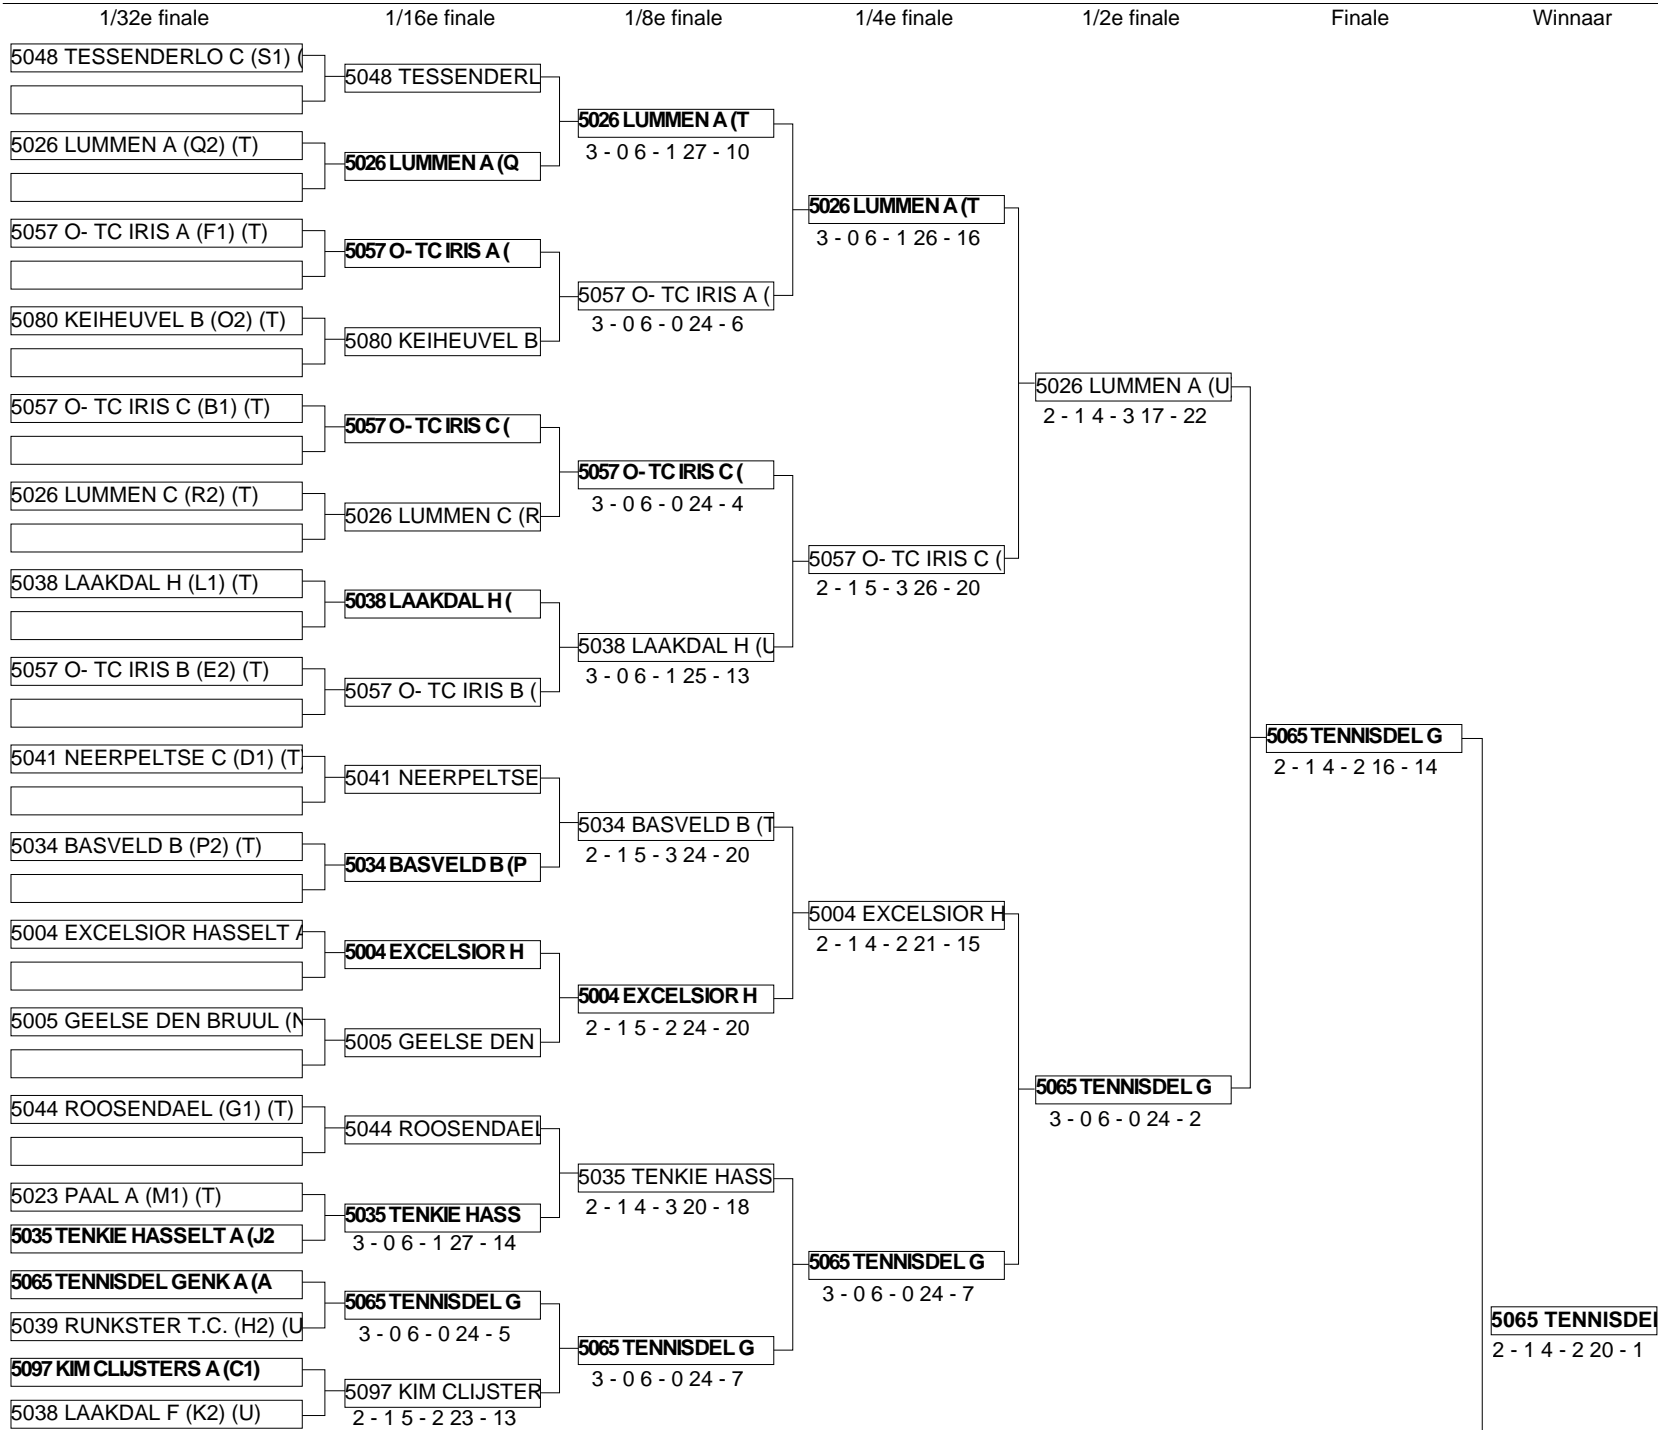 1/32e finale
1/16e finale
1/8e finale
1/4e finale
1/2e finale
Finale
Winnaar
5048 TESSENDERLO C (S1) (
5026 LUMMEN A (Q2) (T)
5057 O- TC IRIS A (F1) (T)
5080 KEIHEUVEL B (O2) (T)
5057 O- TC IRIS C (B1) (T)
5026 LUMMEN C (R2) (T)
5038 LAAKDAL H (L1) (T)
5057 O- TC IRIS B (E2) (T)
5041 NEERPELTSE C (D1) (T
5034 BASVELD B (P2) (T)
5004 EXCELSIOR HASSELT A
5005 GEELSE DEN BRUUL (N
5044 ROOSENDAEL (G1) (T)
5023 PAAL A (M1) (T)
5035 TENKIE HASSELT A (J2
5065 TENNISDEL GENK A (A
5039 RUNKSTER T.C. (H2) (U
5097 KIM CLIJSTERS A (C1)
5038 LAAKDAL F (K2) (U)
5048 TESSENDERL
5026 LUMMEN A (Q
5057 O- TC IRIS A (
5080 KEIHEUVEL B
5057 O- TC IRIS C (
5026 LUMMEN C (R
5038 LAAKDAL H (
5057 O- TC IRIS B (
5041 NEERPELTSE
5034 BASVELD B (P
5004 EXCELSIOR H
5005 GEELSE DEN
5044 ROOSENDAEL
5035 TENKIE HASS
3 - 0 6 - 1 27 - 14
5065 TENNISDEL G
3 - 0 6 - 0 24 - 5
5097 KIM CLIJSTER
2 - 1 5 - 2 23 - 13
5026 LUMMEN A (T
3 - 0 6 - 1 27 - 10
5057 O- TC IRIS A (
3 - 0 6 - 0 24 - 6
5057 O- TC IRIS C (
3 - 0 6 - 0 24 - 4
5038 LAAKDAL H (U
3 - 0 6 - 1 25 - 13
5034 BASVELD B (T
2 - 1 5 - 3 24 - 20
5004 EXCELSIOR H
2 - 1 5 - 2 24 - 20
5035 TENKIE HASS
2 - 1 4 - 3 20 - 18
5065 TENNISDEL G
3 - 0 6 - 0 24 - 7
5026 LUMMEN A (T
3 - 0 6 - 1 26 - 16
5057 O- TC IRIS C (
2 - 1 5 - 3 26 - 20
5004 EXCELSIOR H
2 - 1 4 - 2 21 - 15
5065 TENNISDEL G
3 - 0 6 - 0 24 - 7
5026 LUMMEN A (U
2 - 1 4 - 3 17 - 22
5065 TENNISDEL G
3 - 0 6 - 0 24 - 2
5065 TENNISDEL G
2 - 1 4 - 2 16 - 14
5065 TENNISDEL
2 - 1 4 - 2 20 - 1